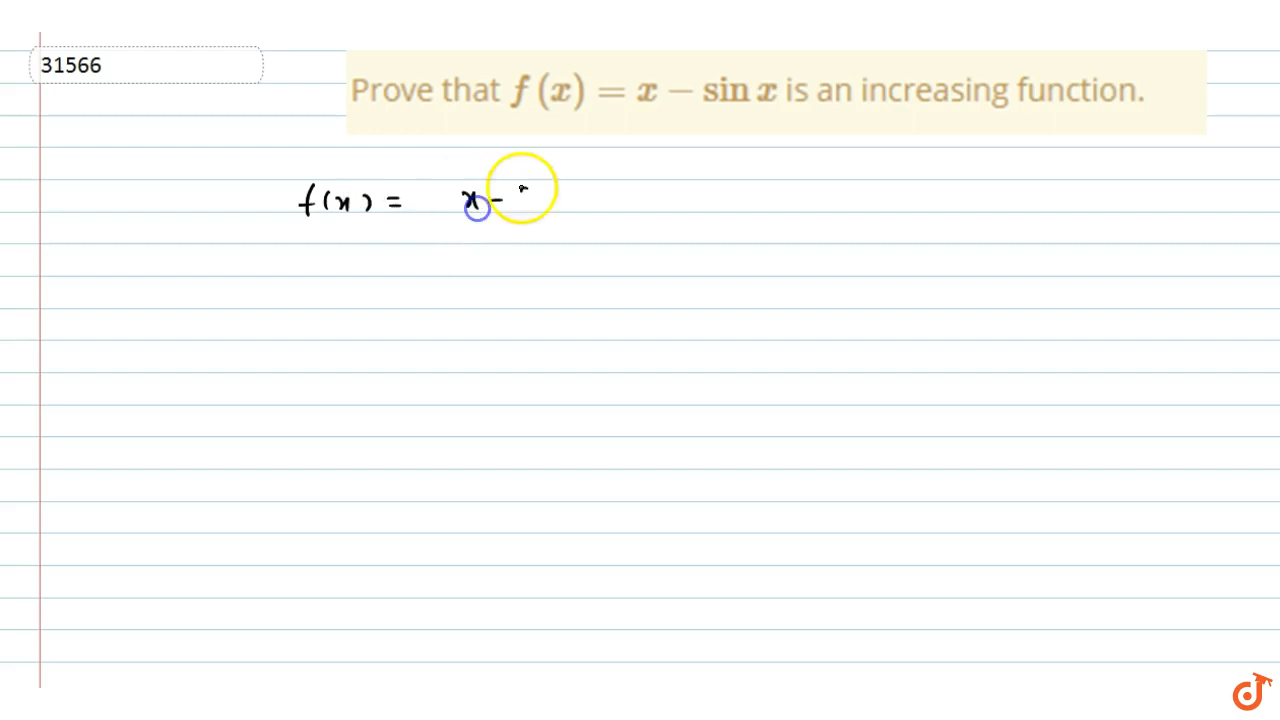 31566
Prove that f (x) = x − sin x is an increasing function.
f(x) = x -